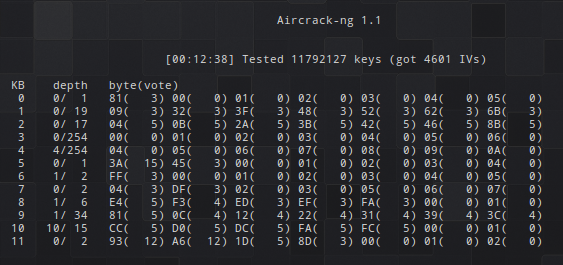 Aircrack-ng 1.1
[00:12:38] Tested 11792127 keys (got 4601 IVs)
KB depth byte(vote)
0 0/ 1 81( 3) 00( 0) 01( 0) 02( 0) 03( 0) 04( 0) 05( 0)
1 0/ 19 09( 3) 32( 3) 3F( 3) 48( 3) 52( 3) 62( 3) 6B( 3)
2 0/ 17 04( 5) 0B( 5) 2A( 5) 3B( 5) 42( 5) 46( 5) 8B( 5)
3 0/254 00( 0) 01( 0) 02( 0) 03( 0) 04( 0) 05( 0) 06( 0)
4 4/254 04( 0) 05( 0) 06( 0) 07( 0) 08( 0) 09( 0) 0A( 0)
5 0/ 1 3A( 15) 45( 3) 00( 0) 01( 0) 02( 0) 03( 0) 04( 0)
6 1/ 2 FF( 3) 00( 0) 01( 0) 02( 0) 03( 0) 04( 0) 05( 0)
7 0/ 2 04( 3) DF( 3) 02( 0) 03( 0) 05( 0) 06( 0) 07( 0)
8 1/ 6 E4( 5) F3( 4) ED( 3) EF( 3) FA( 3) 00( 0) 01( 0)
9 1/ 34 81( 5) 0C( 4) 12( 4) 22( 4) 31( 4) 39( 4) 3C( 4)
10 10/ 15 CC( 5) D0( 5) DC( 5) FA( 5) FC( 5) 00( 0) 01( 0)
11 0/ 2 93( 12) A6( 12) 1D( 5) 8D( 3) 00( 0) 01( 0) 02( 0)